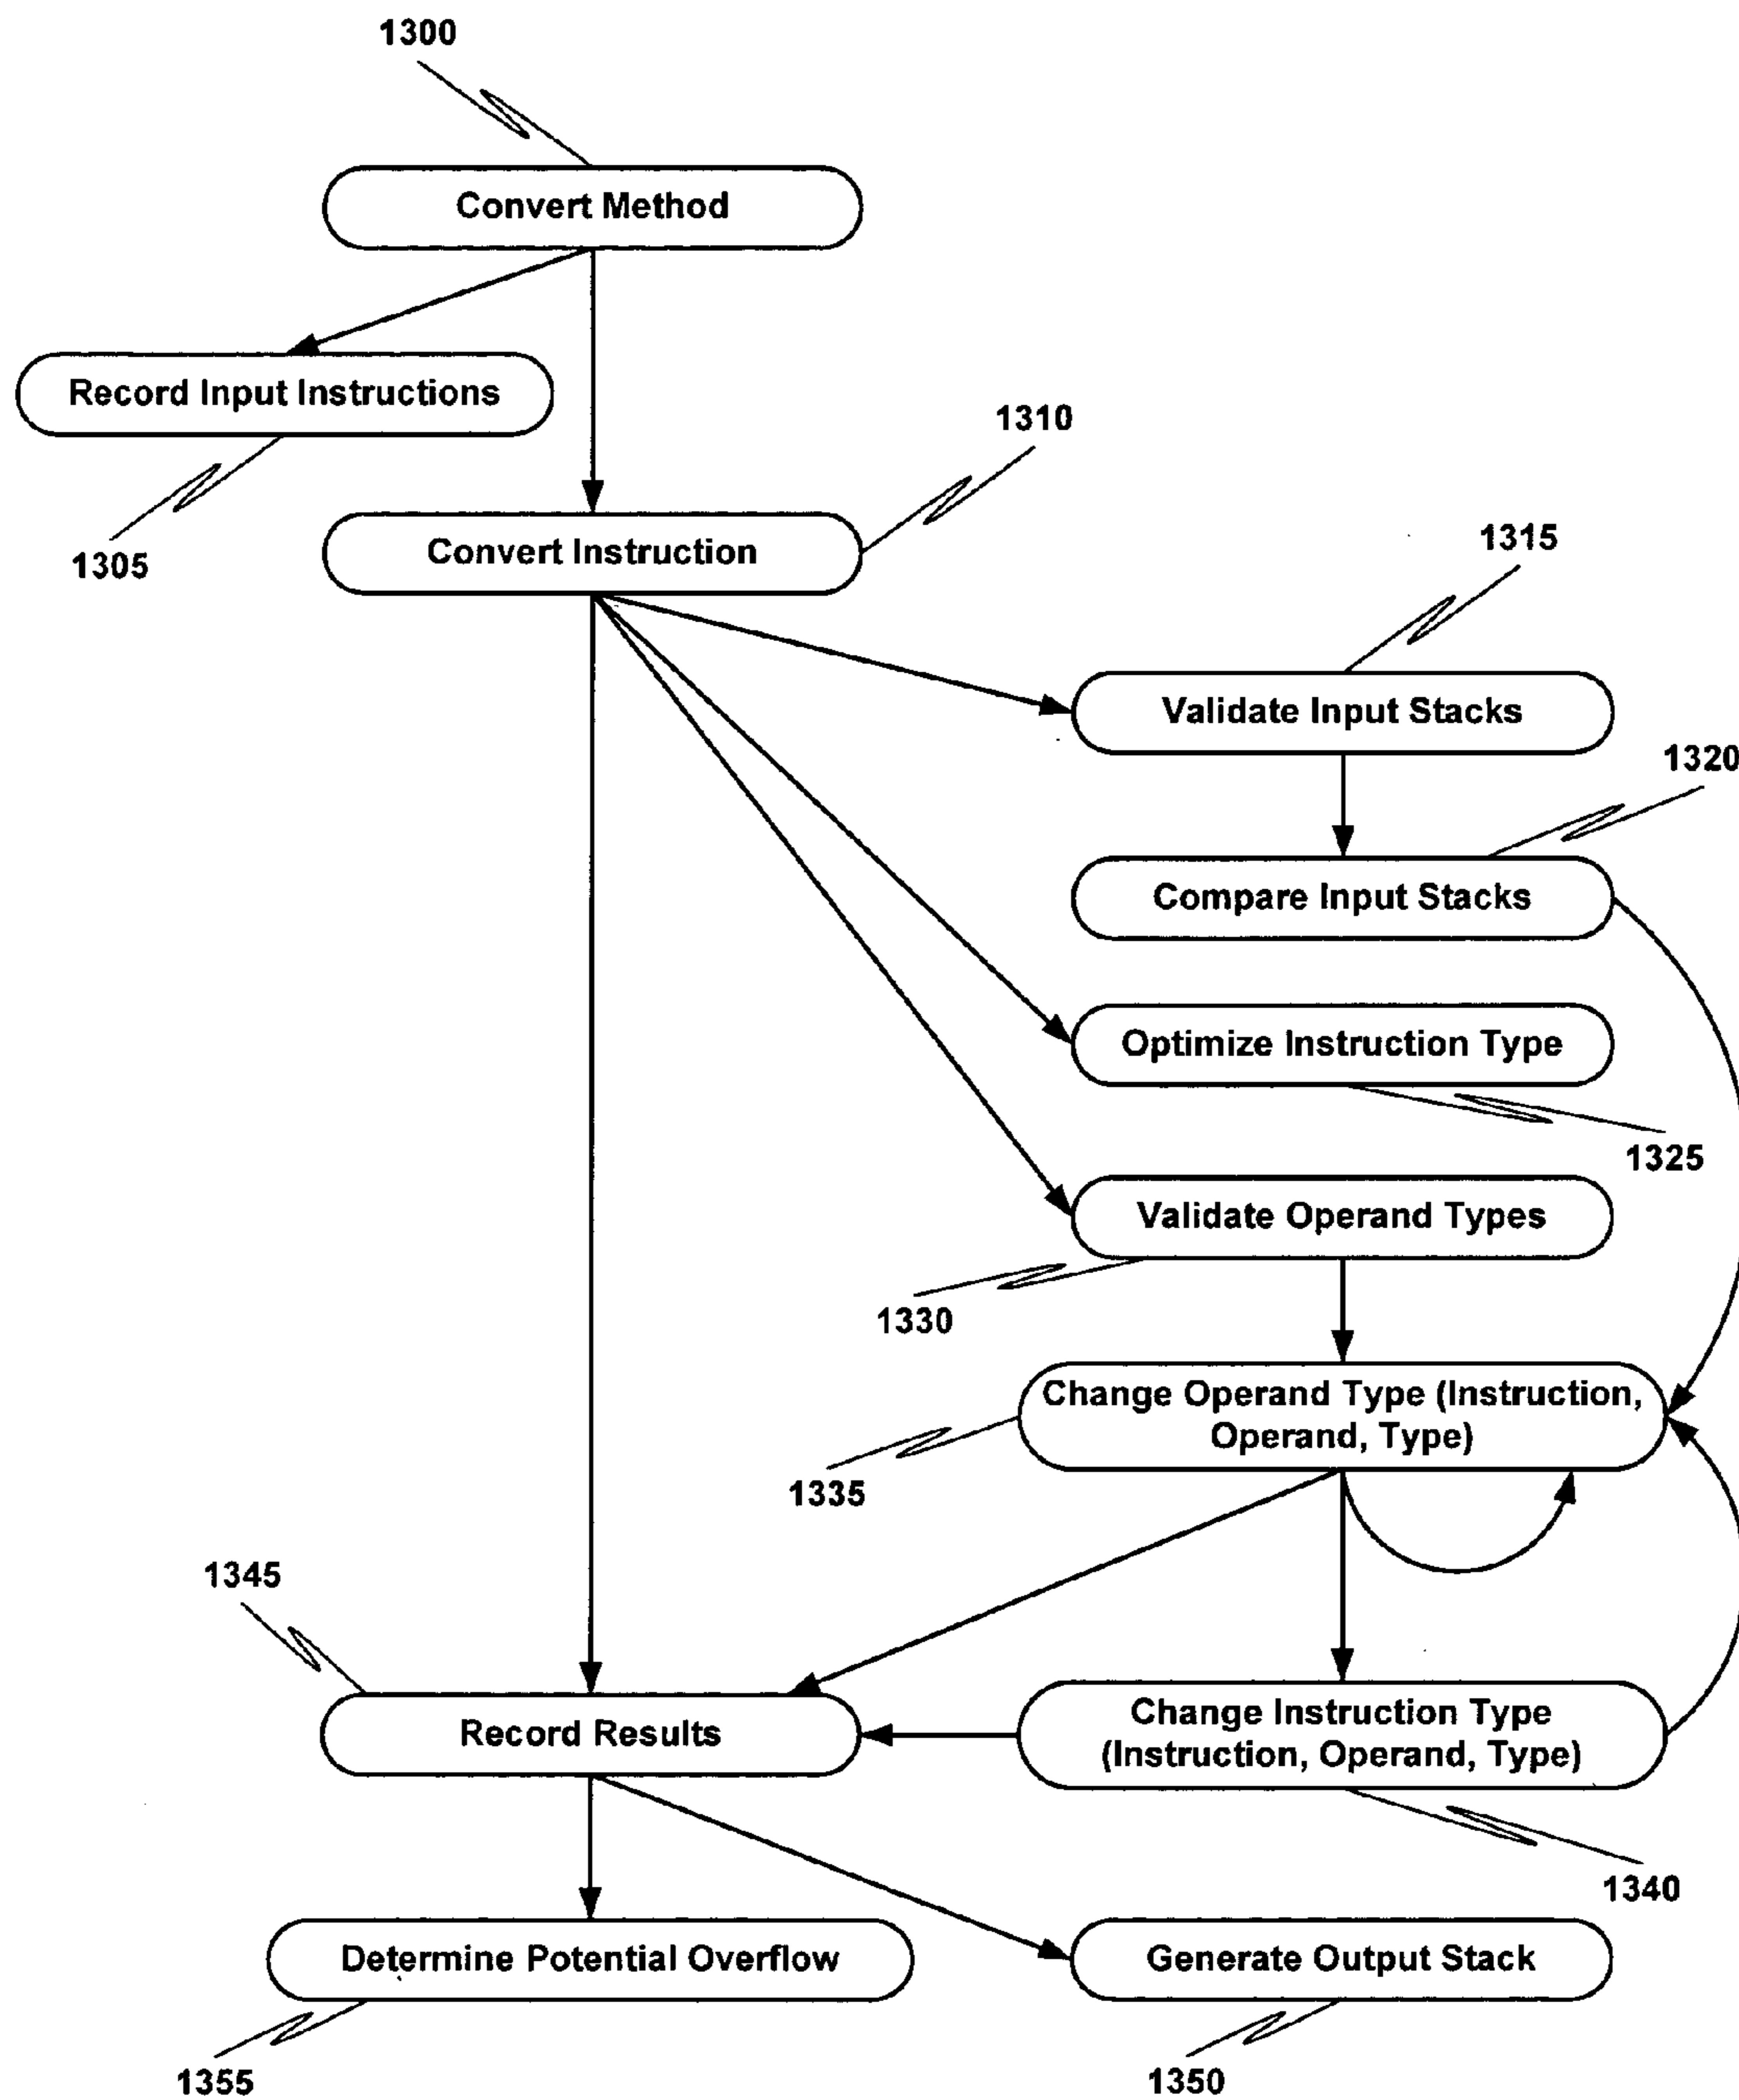 1300
Convert Method
Record Input Instructions
1310
1305
Convert Instruction
1315
Validate Input Stacks
1320
Compare Input Stacks
Optimize Instruction Type
1325
Validate Operand Types
1330
Change Operand Type (Instruction,
Operand, Type)
1335
1345
Record Results
Change Instruction Type
(Instruction, Operand, Type)
1340
Determine Potential Overflow
Generate Output Stack
1355
1350